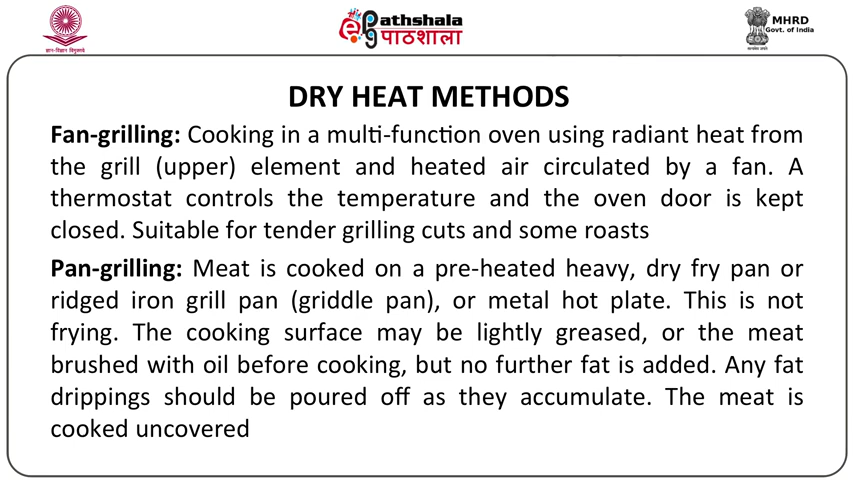 ज्ञान-विज्ञान विमुक्तये
ePathshala
पाठशाला
MHRD
Govt. of India
सत्यमेव जयते
DRY HEAT METHODS
Fan-grilling: Cooking in a multi-function oven using radiant heat from
the grill (upper) element and heated air circulated by a fan. A
thermostat controls the temperature and the oven door is kept
closed. Suitable for tender grilling cuts and some roasts
Pan-grilling: Meat is cooked on a pre-heated heavy, dry fry pan or
ridged iron grill pan (griddle pan), or metal hot plate. This is not
frying. The cooking surface may be lightly greased, or the meat
brushed with oil before cooking, but no further fat is added. Any fat
drippings should be poured off as they accumulate. The meat is
cooked uncovered